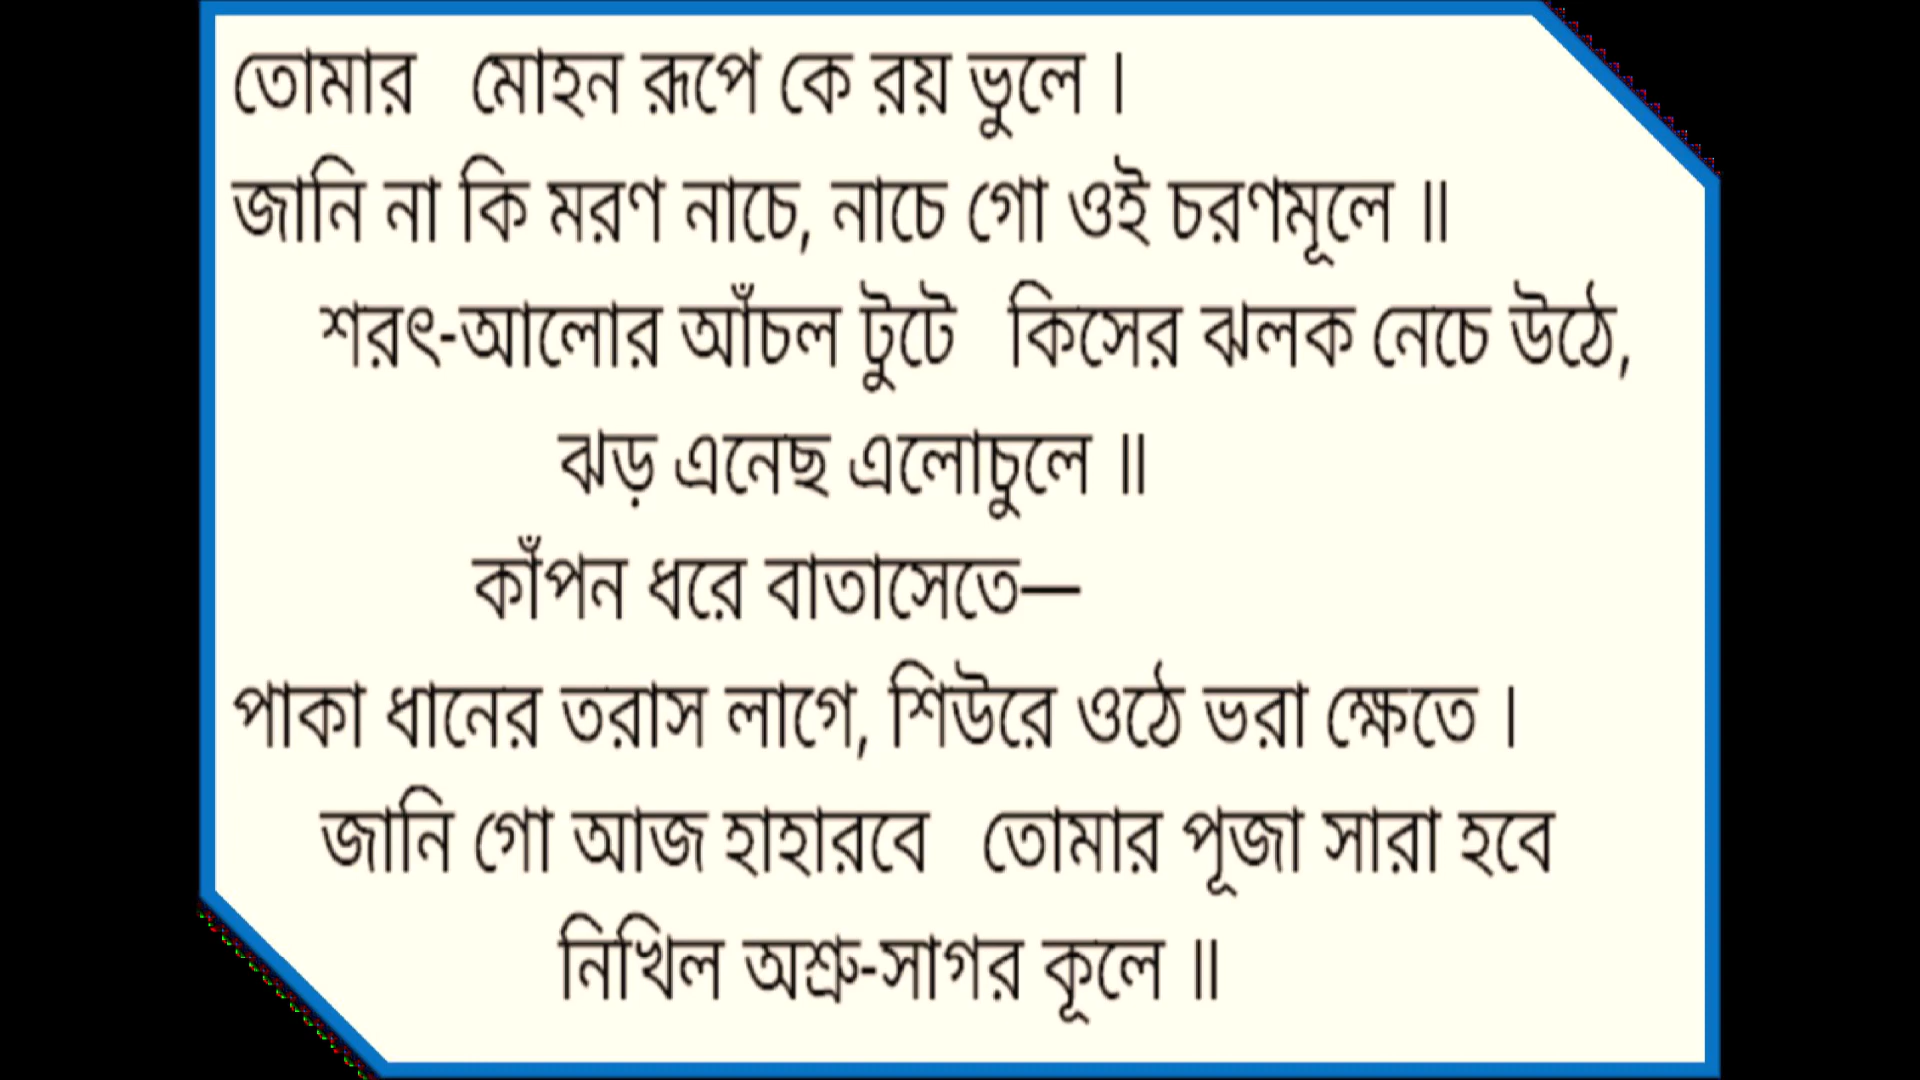 তোমার মোহন রূপে কে রয় ভুলে ।
জানি না কি মরণ নাচে, নাচে গো ওই চরণমূলে ॥
শরৎ-আলোর আঁচল টুটে কিসের ঝলক নেচে উঠে,
ঝড় এনেছ এলোচুলে ॥
কাঁপন ধরে বাতাসেতে—
পাকা ধানের তরাস লাগে, শিউরে ওঠে ভরা ক্ষেতে ।
জানি গো আজ হাহারবে তোমার পূজা সারা হবে
নিখিল অশ্রু-সাগর কূলে ॥